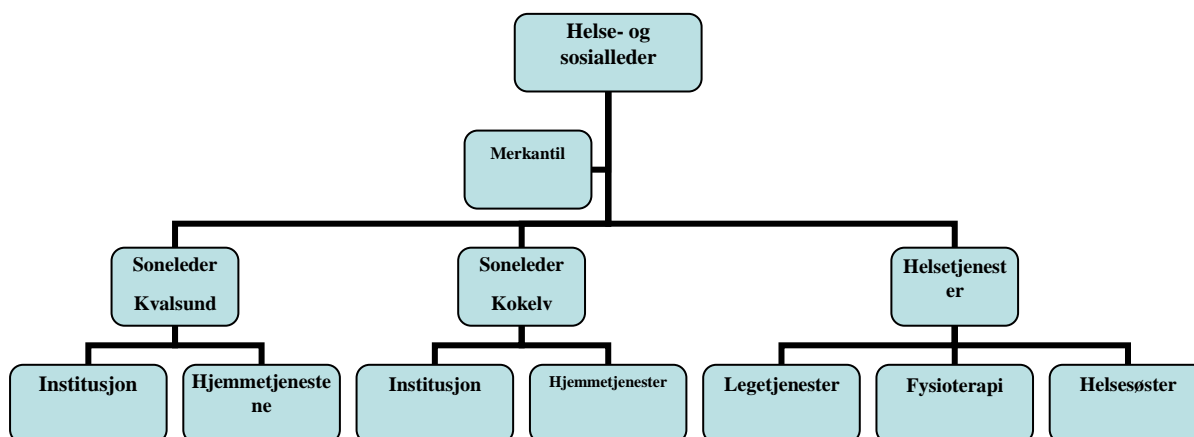 Helse- og
sosialleder
Merkantil
Soneleder
Kvalsund
Soneleder
Kokelv
Helsetjenest
er
Institusjon
Hjemmetjeneste
ne
Institusjon
Hjemmetjenester
Legetjenester
Fysioterapi
Helsesøster